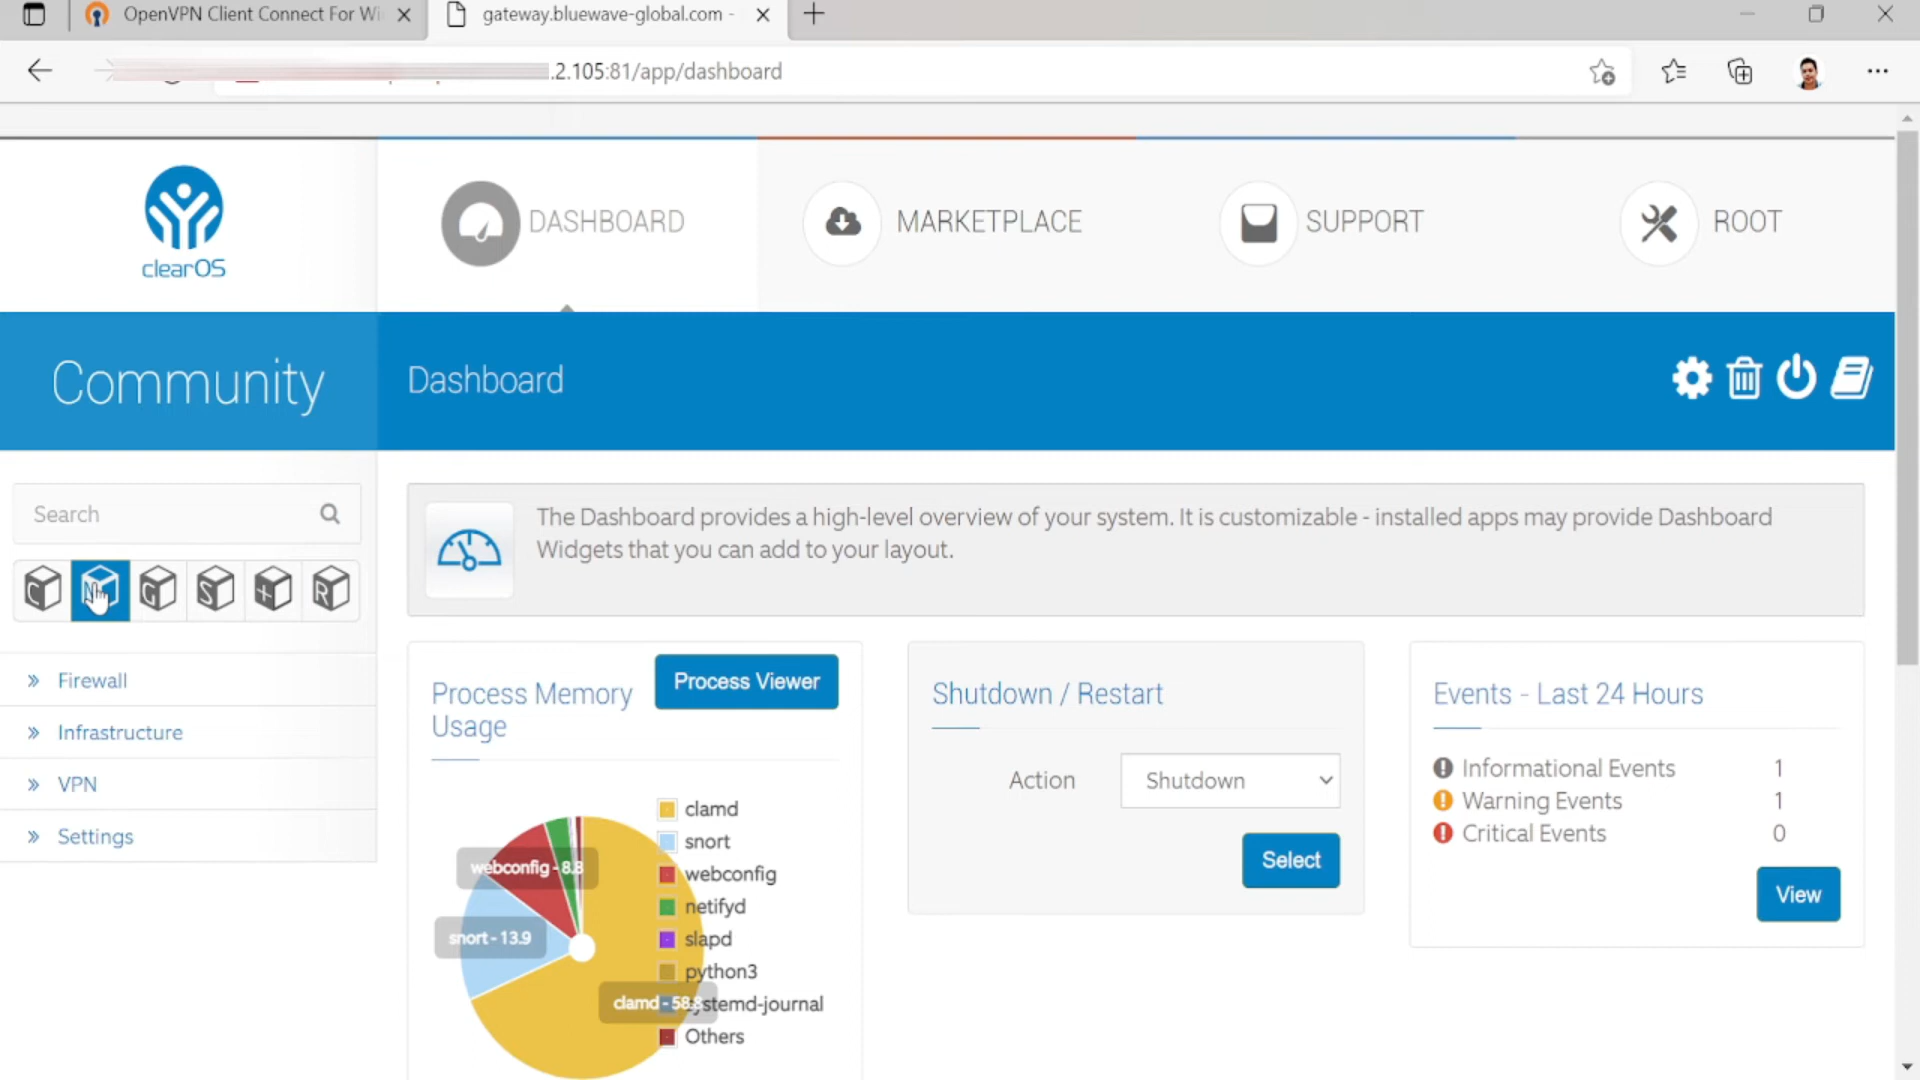 OpenVPN Client Connect For Wi
gateway.bluewave-global.com -
.2.105:81/app/dashboard
clearOS
DASHBOARD
MARKETPLACE
SUPPORT
ROOT
Community
Dashboard
Search
C
G
S
R
Firewall
Infrastructure
VPN
Settings
The Dashboard provides a high-level overview of your system. It is customizable - installed apps may provide Dashboard
Widgets that you can add to your layout.
Process Memory
Usage
Process Viewer
clamd
snort
webconfig
netifyd
slapd
python3
systemd-journal
Others
webconfig - 8.8
snort - 13.9
clamd - 58.8
Shutdown / Restart
Action
Shutdown
Select
Events - Last 24 Hours
Informational Events 1
Warning Events 1
Critical Events 0
View